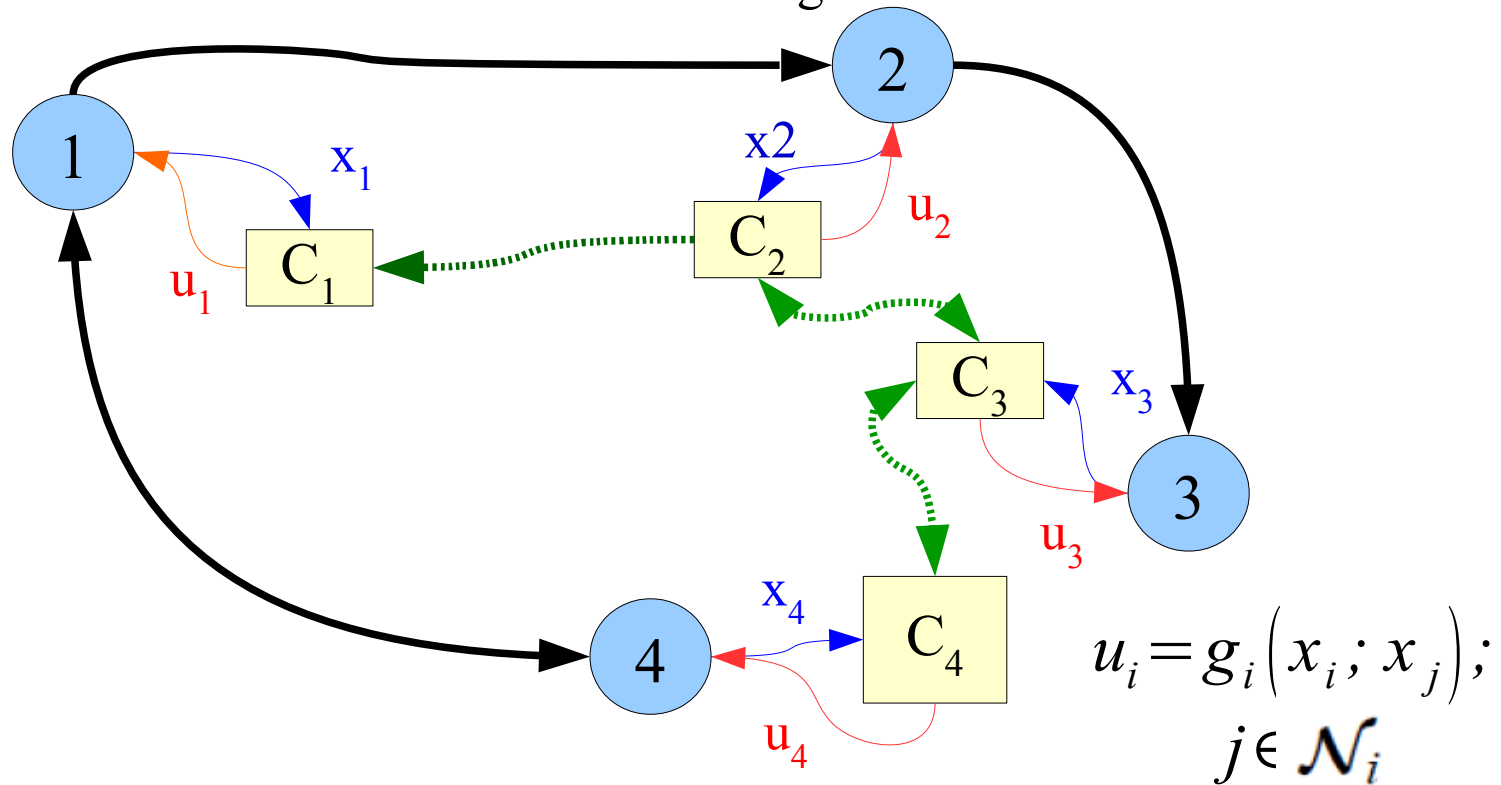 g
2
1
x2
x₁
u₂
C₂
C₁
u₁
C₃
x₃
3
u₃
x₄
C₄
4
u₄
uᵢ=gᵢ(xᵢ; xⱼ);
j∈𝒩ᵢ